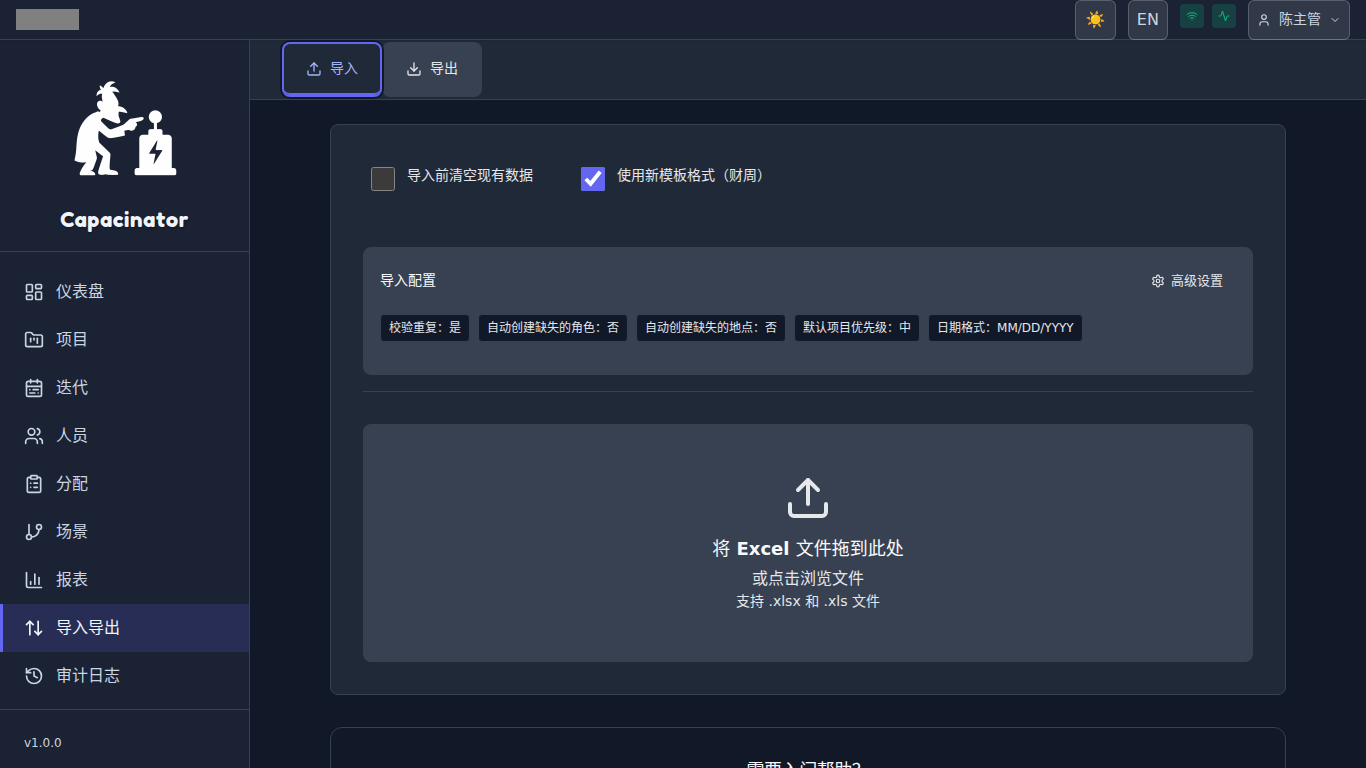 EN
陈主管
Capacinator
仪表盘
项目
迭代
人员
分配
场景
报表
导入导出
审计日志
v1.0.0
导入
导出
导入前清空现有数据
使用新模板格式（财周）
导入配置
高级设置
校验重复：是
自动创建缺失的角色：否
自动创建缺失的地点：否
默认项目优先级：中
日期格式：MM/DD/YYYY
将 Excel 文件拖到此处
或点击浏览文件
支持 .xlsx 和 .xls 文件
需要入门帮助？